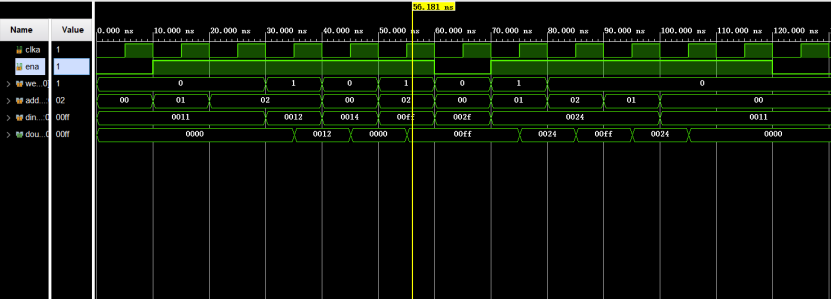 56.181 ns
Name Value 0.000 ns 10.000 ns 20.000 ns 30.000 ns 40.000 ns 50.000 ns 60.000 ns 70.000 ns 80.000 ns 90.000 ns 100.000 ns 110.000 ns 120.000 ns
clka 1
ena 1
we...0] 1 0 1 0 1 0 1 0
add...: 02 00 01 02 00 02 00 01 02 01 00
din...:0 00ff 0011 0012 0014 00ff 002f 0024 0011
dou...:0 00ff 0000 0012 0000 00ff 0024 00ff 0024 0000